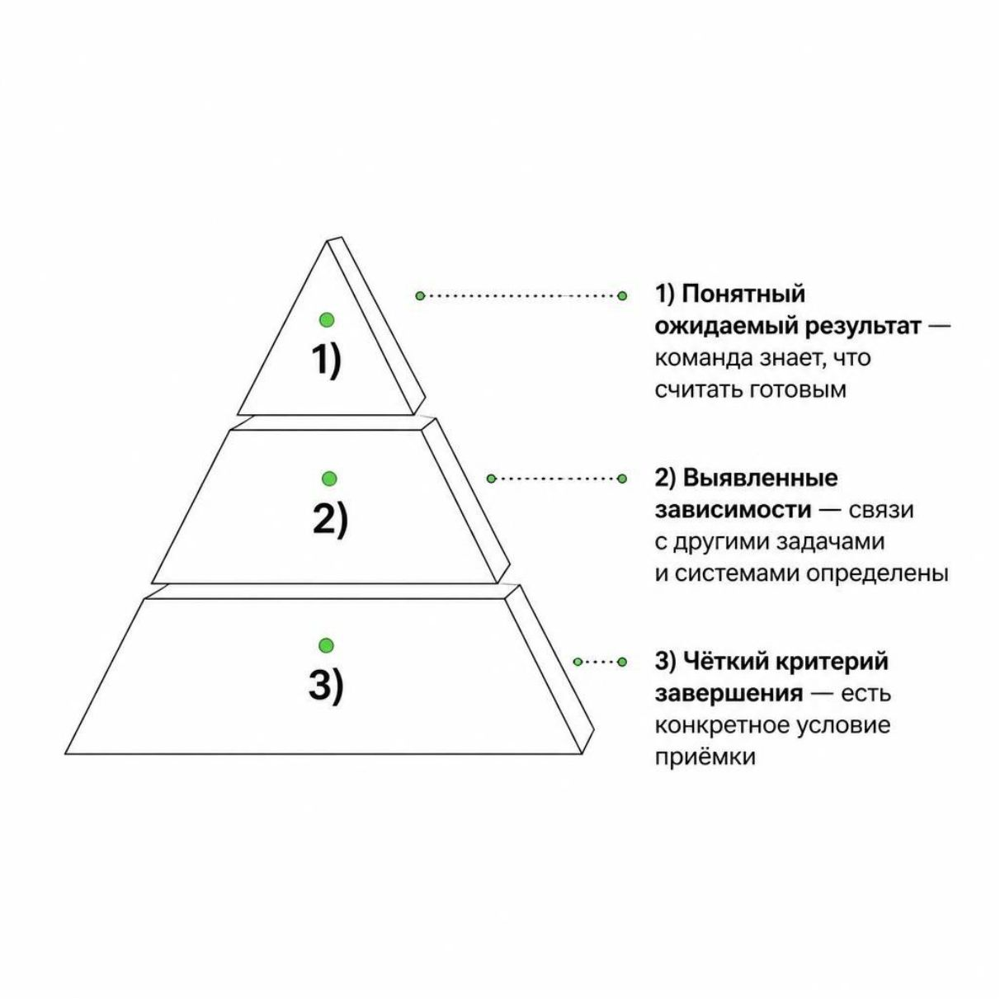 1)
2)
3)
1) Понятный
ожидаемый результат —
команда знает, что
считать готовым
2) Выявленные
зависимости — связи
с другими задачами
и системами определены
3) Чёткий критерий
завершения — есть
конкретное условие
приёмки